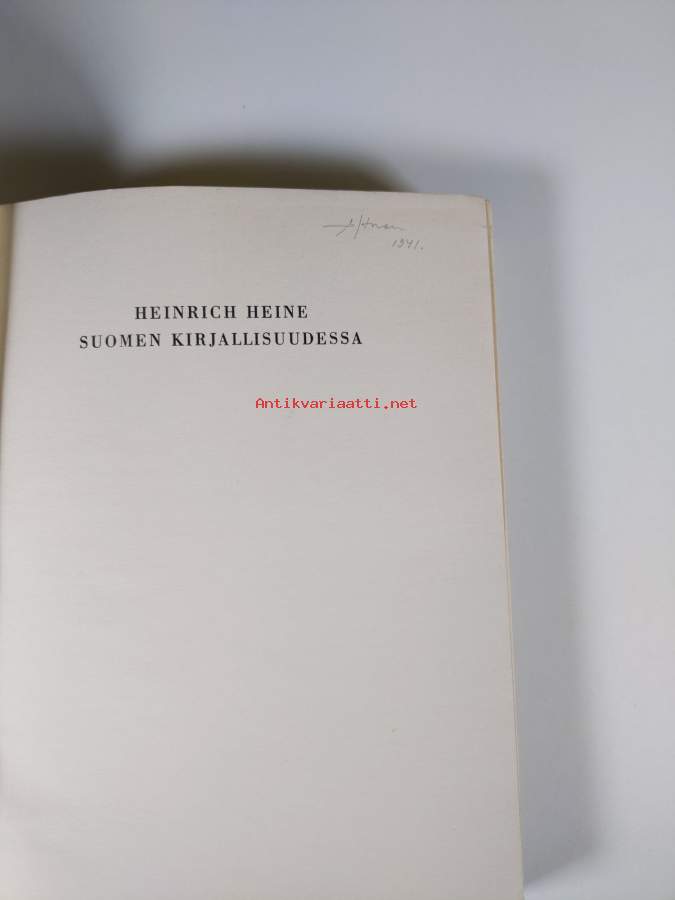 1941.
HEINRICH HEINE
SUOMEN KIRJALLISUUDESSA
Antikvariaatti.net